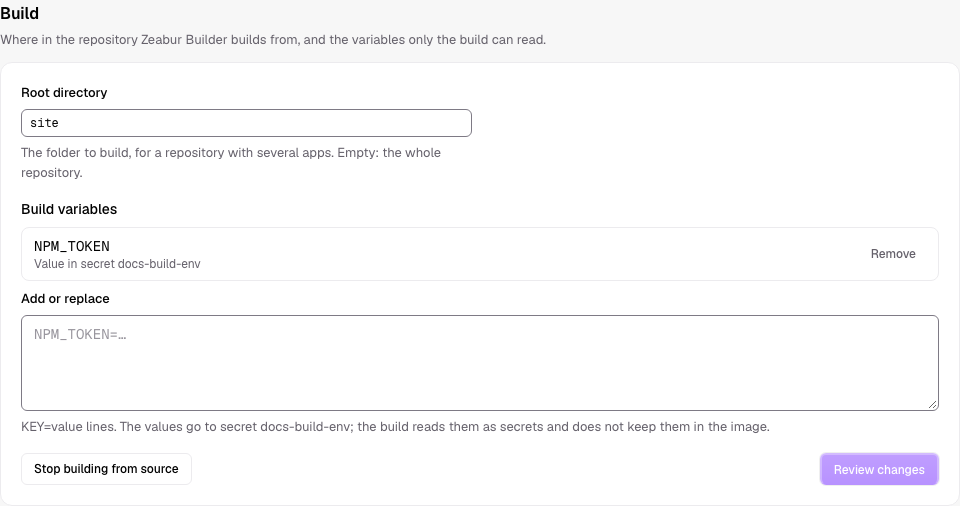 Build
Where in the repository Zeabur Builder builds from, and the variables only the build can read.
Root directory
site
The folder to build, for a repository with several apps. Empty: the whole
repository.
Build variables
NPM_TOKEN
Value in secret docs-build-env
Remove
Add or replace
NPM_TOKEN=…
KEY=value lines. The values go to secret docs-build-env; the build reads them as secrets and does not keep them in the image.
Stop building from source
Review changes